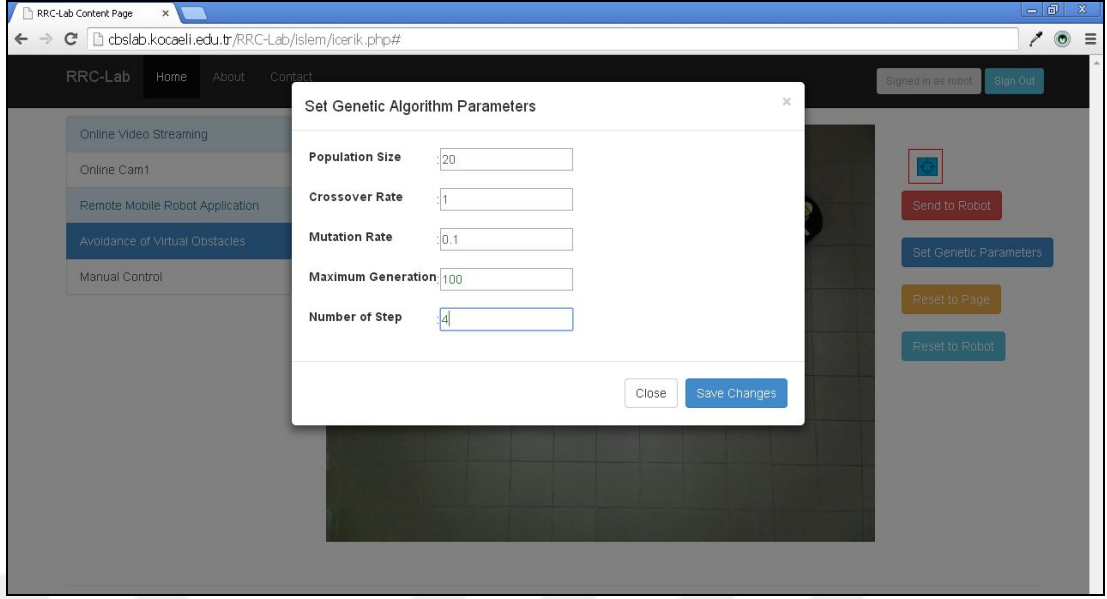 RRC-Lab Content Page
cbslab.kocaeli.edu.tr/RRC-Lab/islem/icerik.php#
RRC-Lab Home About Contact
Signed in as robot Sign Out
Set Genetic Algorithm Parameters ×
Online Video Streaming
Online Cam1
Remote Mobile Robot Application
Avoidance of Virtual Obstacles
Manual Control
Population Size :20
Crossover Rate :1
Mutation Rate :0.1
Maximum Generation:100
Number of Step :4
Close Save Changes
Send to Robot
Set Genetic Parameters
Reset to Page
Reset to Robot